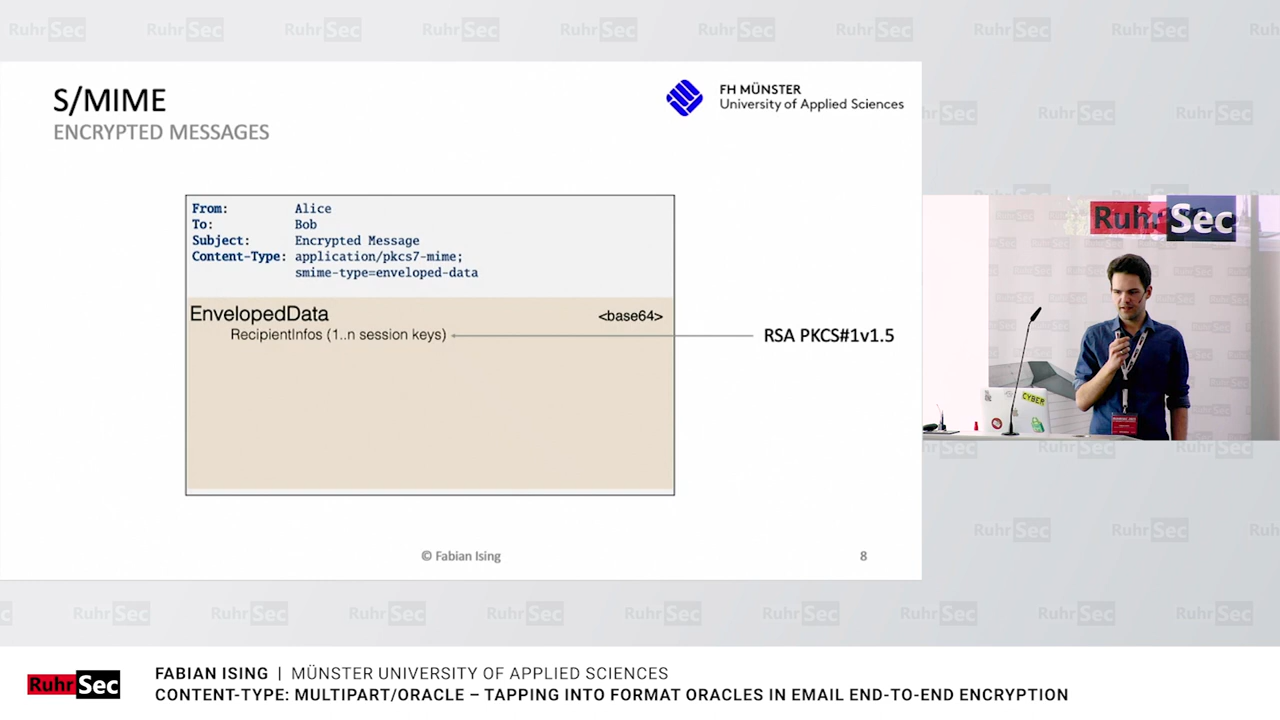 S/MIME
ENCRYPTED MESSAGES
FH MÜNSTER
University of Applied Sciences
From: Alice
To: Bob
Subject: Encrypted Message
Content-Type: application/pkcs7-mime;
smime-type=enveloped-data
EnvelopedData <base64>
RecipientInfos (1..n session keys)
RSA PKCS#1v1.5
© Fabian Ising
8
RuhrSec
CYBER
RuhrSec
FABIAN ISING | MÜNSTER UNIVERSITY OF APPLIED SCIENCES
CONTENT-TYPE: MULTIPART/ORACLE – TAPPING INTO FORMAT ORACLES IN EMAIL END-TO-END ENCRYPTION